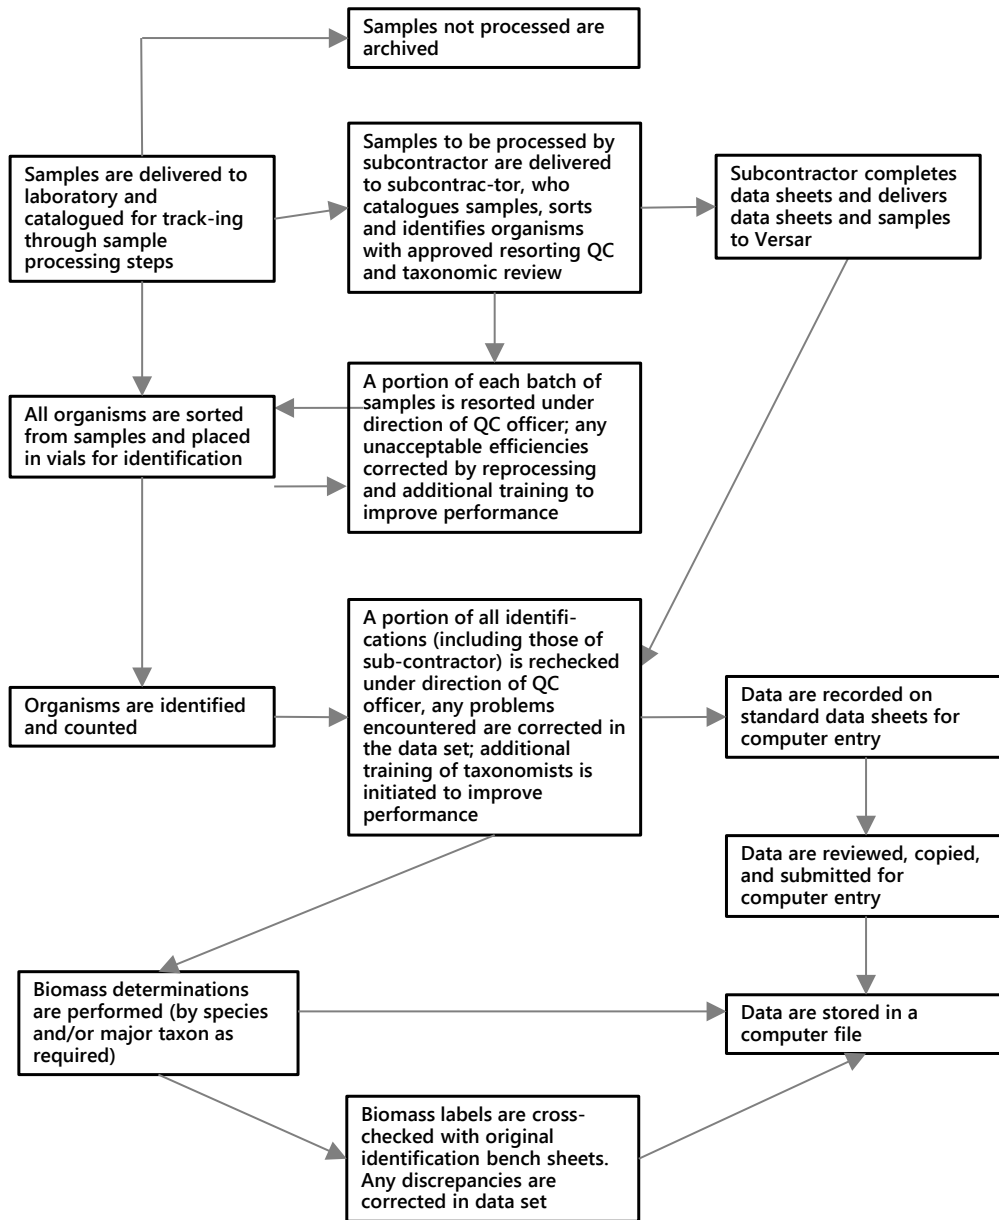 Samples not processed are
archived
Samples are delivered to
laboratory and
catalogued for track-ing
through sample
processing steps
Samples to be processed by
subcontractor are delivered
to subcontrac-tor, who
catalogues samples, sorts
and identifies organisms
with approved resorting QC
and taxonomic review
Subcontractor completes
data sheets and delivers
data sheets and samples
to Versar
All organisms are sorted
from samples and placed
in vials for identification
A portion of each batch of
samples is resorted under
direction of QC officer; any
unacceptable efficiencies
corrected by reprocessing
and additional training to
improve performance
Organisms are identified
and counted
A portion of all identifi-
cations (including those of
sub-contractor) is rechecked
under direction of QC
officer, any problems
encountered are corrected in
the data set; additional
training of taxonomists is
initiated to improve
performance
Data are recorded on
standard data sheets for
computer entry
Data are reviewed, copied,
and submitted for
computer entry
Biomass determinations
are performed (by species
and/or major taxon as
required)
Data are stored in a
computer file
Biomass labels are cross-
checked with original
identification bench sheets.
Any discrepancies are
corrected in data set